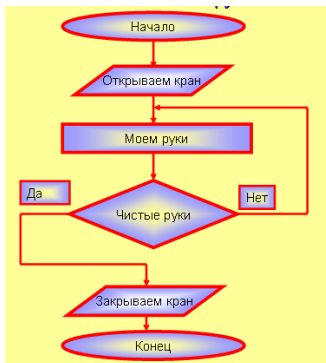 Начало
Открываем кран
Моем руки
Да
Нет
Чистые руки
Закрываем кран
Конец